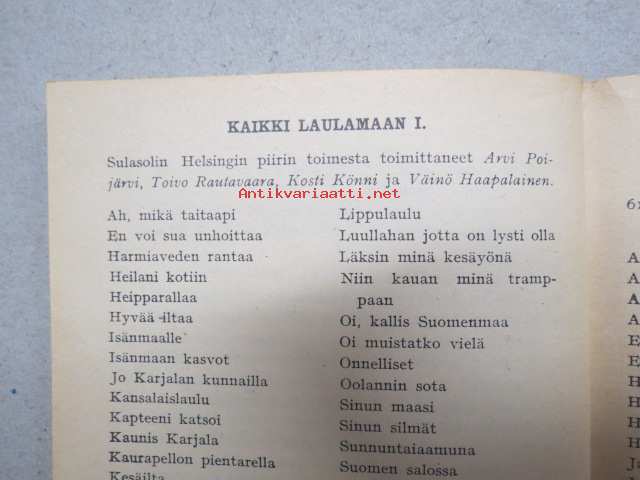 KAIKKI LAULAMAAN I.
Sulasolin Helsingin piirin toimesta toimittaneet Arvi Poi-
järvi, Toivo Rautavaara, Kosti Könni ja Väinö Haapalainen.
Antikvariaatti.net
Ah, mikä taitaapi
En voi sua unhoittaa
Harmiaveden rantaa
Heilani kotiin
Heipparallaa
Hyvää iltaa
Isänmaalle
Isänmaan kasvot
Jo Karjalan kunnailla
Kansalaislaulu
Kapteeni katsoi
Kaunis Karjala
Kaurapellon pientarella
Kesäilta
Lippulaulu
Luullahan jotta on lysti olla
Läksin minä kesäyönä
Niin kauan minä tramp-
paan
Oi, kallis Suomenmaa
Oi muistatko vielä
Onnelliset
Oolannin sota
Sinun maasi
Sinun silmät
Sunnuntaiaamuna
Suomen salossa
A
A
A
A
E
E
H
H
H
H
Ja